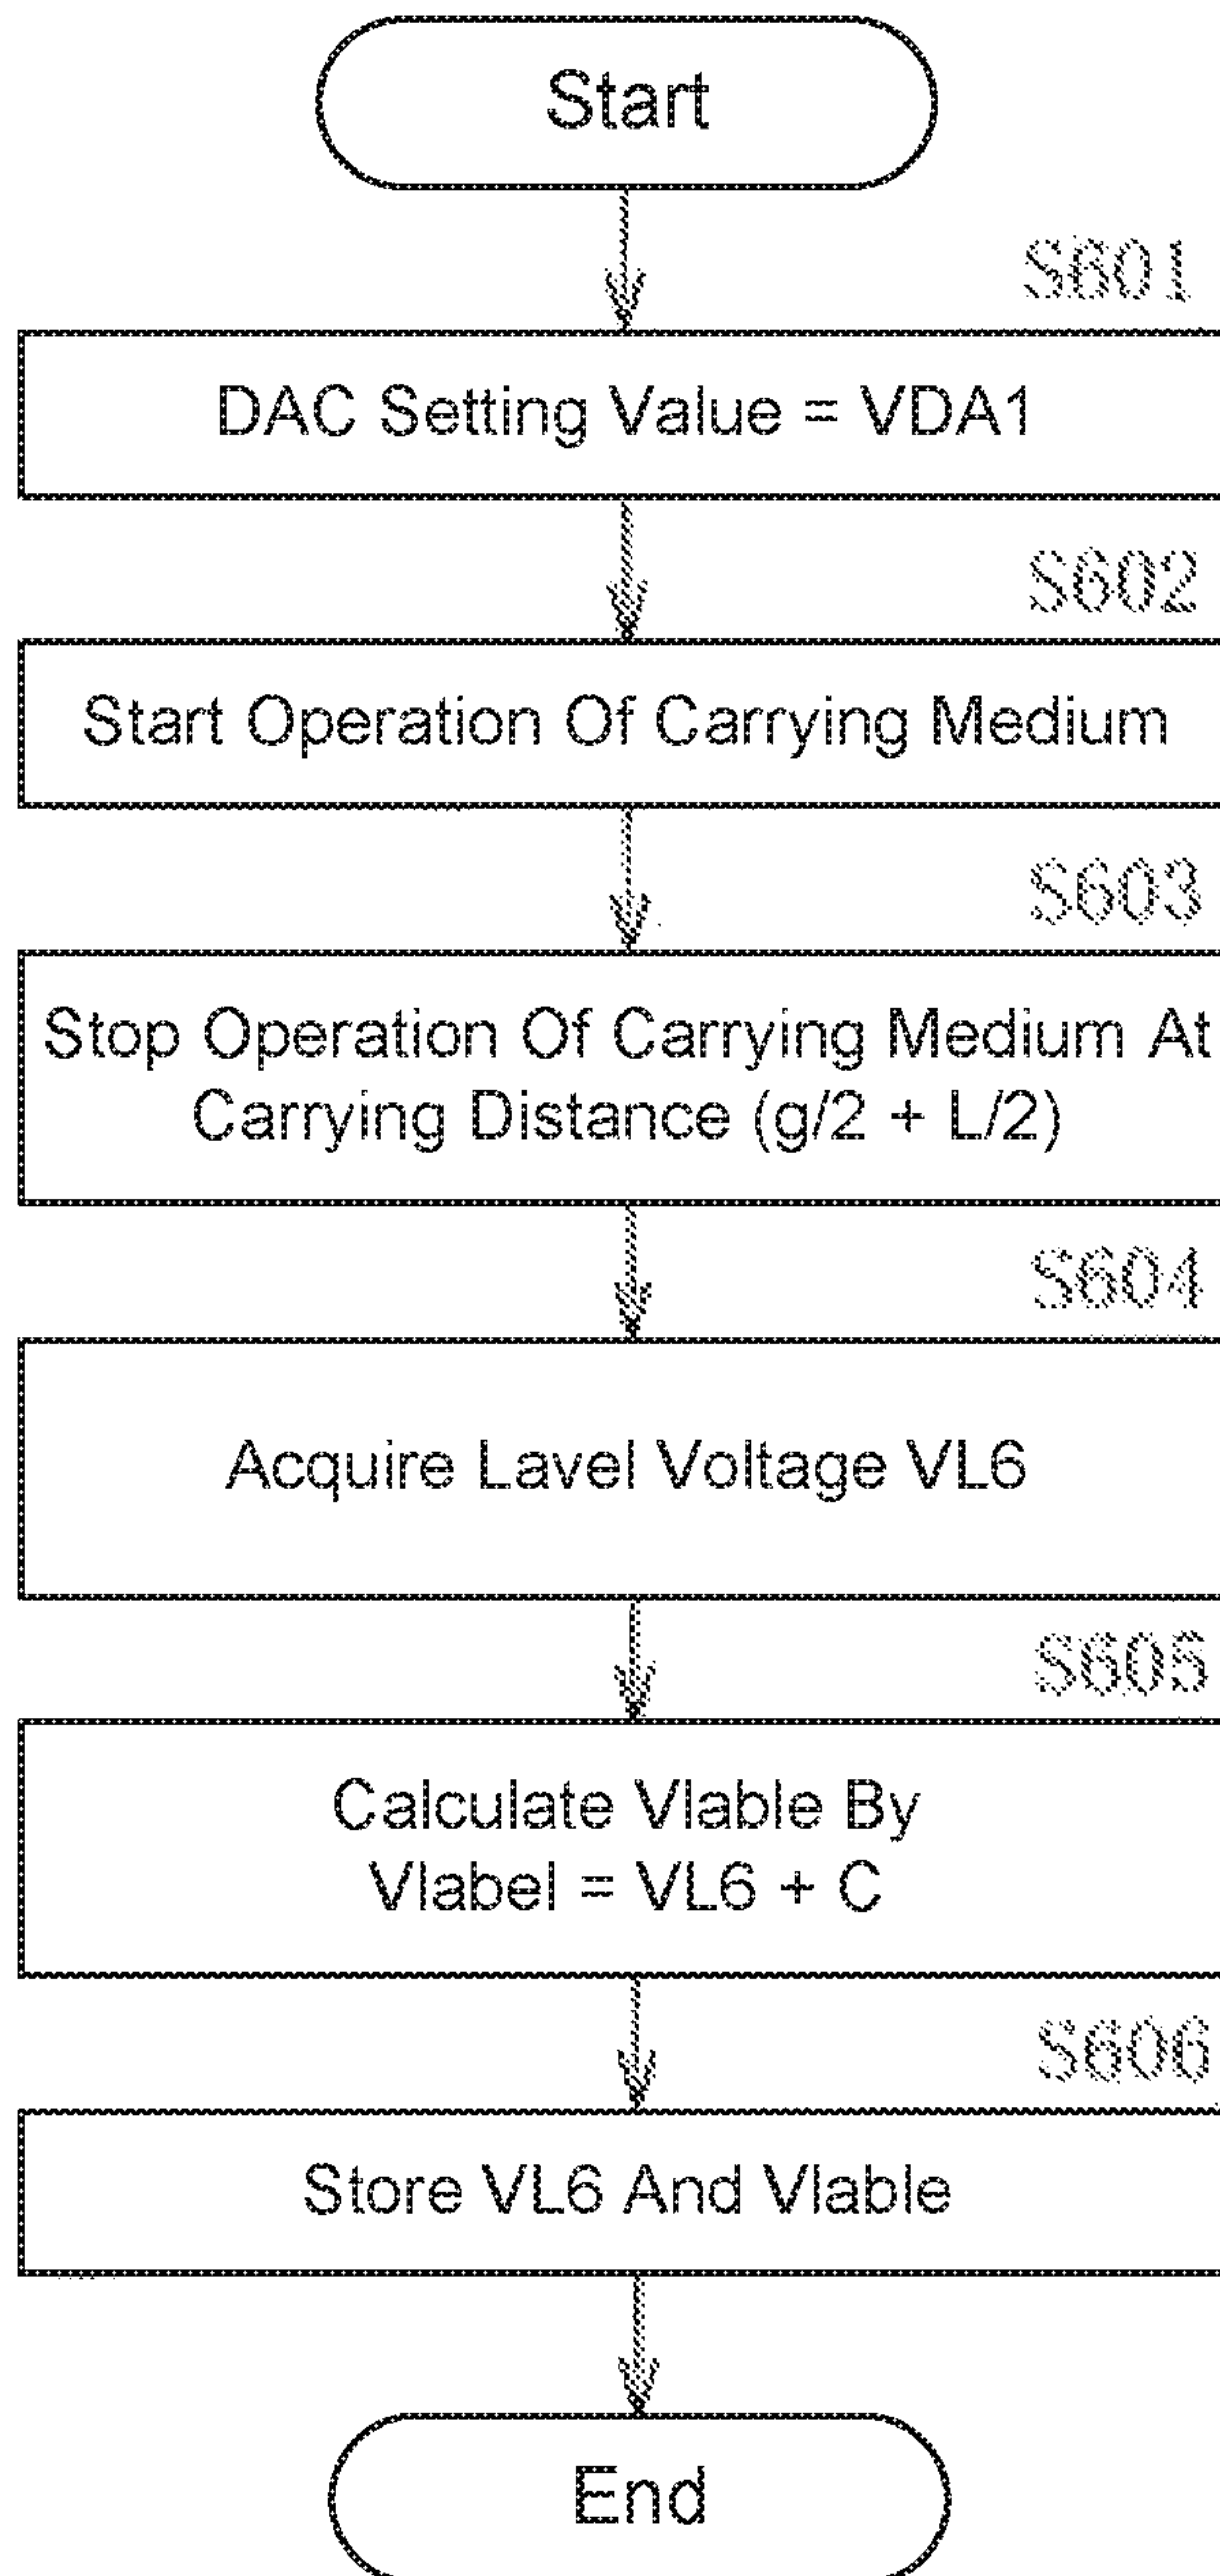 Start
S601
DAC Setting Value = VDA1
S602
Start Operation Of Carrying Medium
S603
Stop Operation Of Carrying Medium At
Carrying Distance (g/2 + L/2)
S604
Acquire Lavel Voltage VL6
S605
Calculate Vlable By
Vlabel = VL6 + C
S606
Store VL6 And Vlable
End